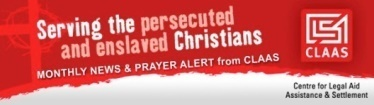 Serving the persecuted
and enslaved Christians
MONTHLY NEWS & PRAYER ALERT from CLAAS
CLAAS
Centre for Legal Aid
Assistance & Settlement